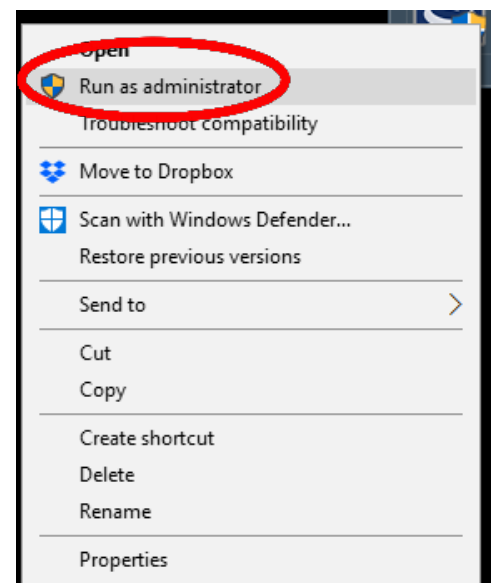 Open
Run as administrator
Troubleshoot compatibility
Move to Dropbox
Scan with Windows Defender...
Restore previous versions
Send to
Cut
Copy
Create shortcut
Delete
Rename
Properties